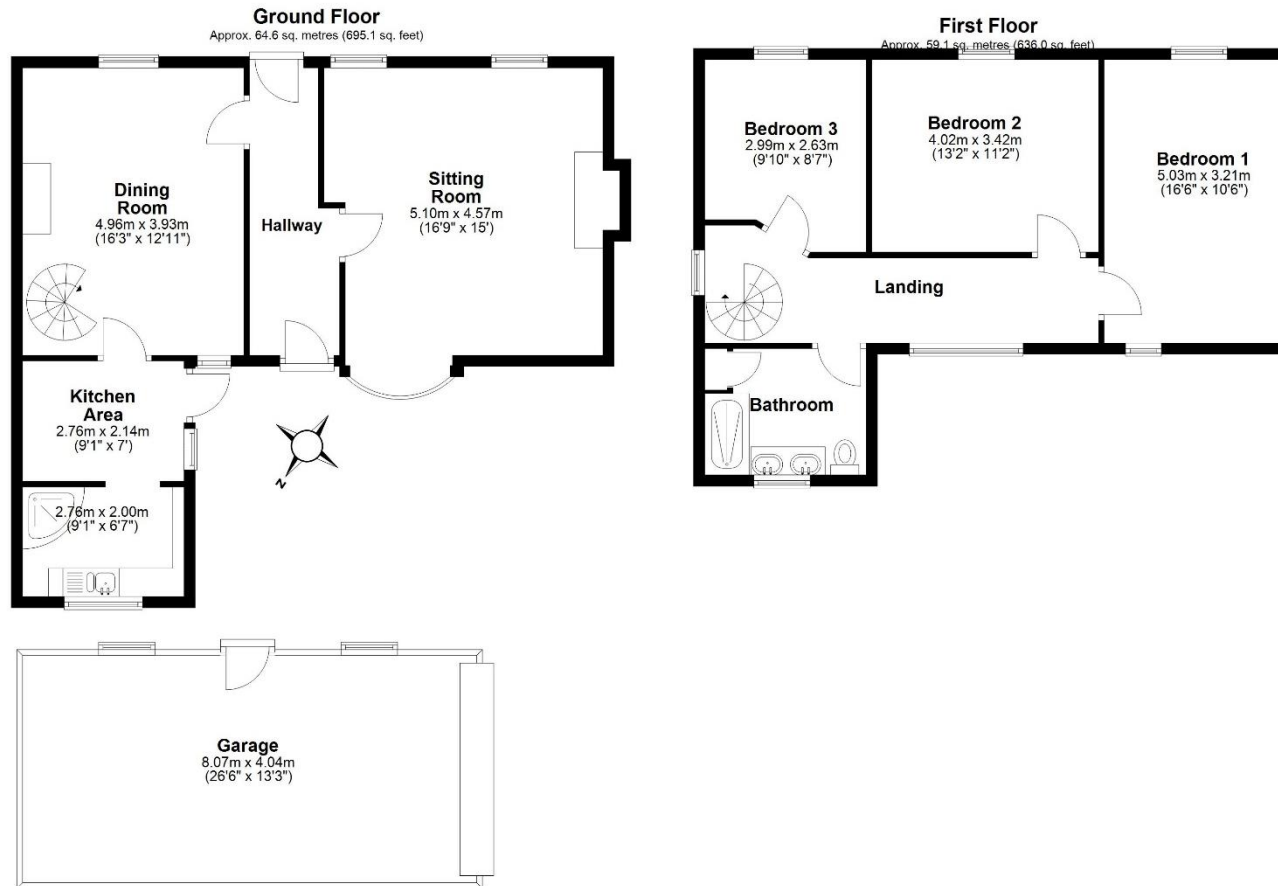 Ground Floor
Approx. 64.6 sq. metres (695.1 sq. feet)
Dining
Room
4.96m x 3.93m
(16'3" x 12'11")
Hallway
Sitting
Room
5.10m x 4.57m
(16'9" x 15')
Kitchen
Area
2.76m x 2.14m
(9'1" x 7')
2.76m x 2.00m
(9'1" x 6'7")
N
Garage
8.07m x 4.04m
(26'6" x 13'3")
First Floor
Approx. 59.1 sq. metres (636.0 sq. feet)
Bedroom 3
2.99m x 2.63m
(9'10" x 8'7")
Bedroom 2
4.02m x 3.42m
(13'2" x 11'2")
Bedroom 1
5.03m x 3.21m
(16'6" x 10'6")
Landing
Bathroom